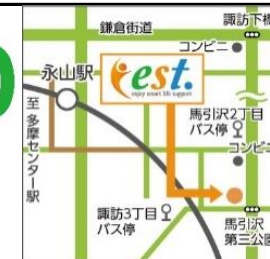 鎌倉街道
諏訪下橋
コンビニ
永山駅
est.
enjoy smart life support
至 多摩センター駅
馬引沢2丁目
バス停
コンビニ
諏訪3丁目
バス停
馬引沢
第三公園